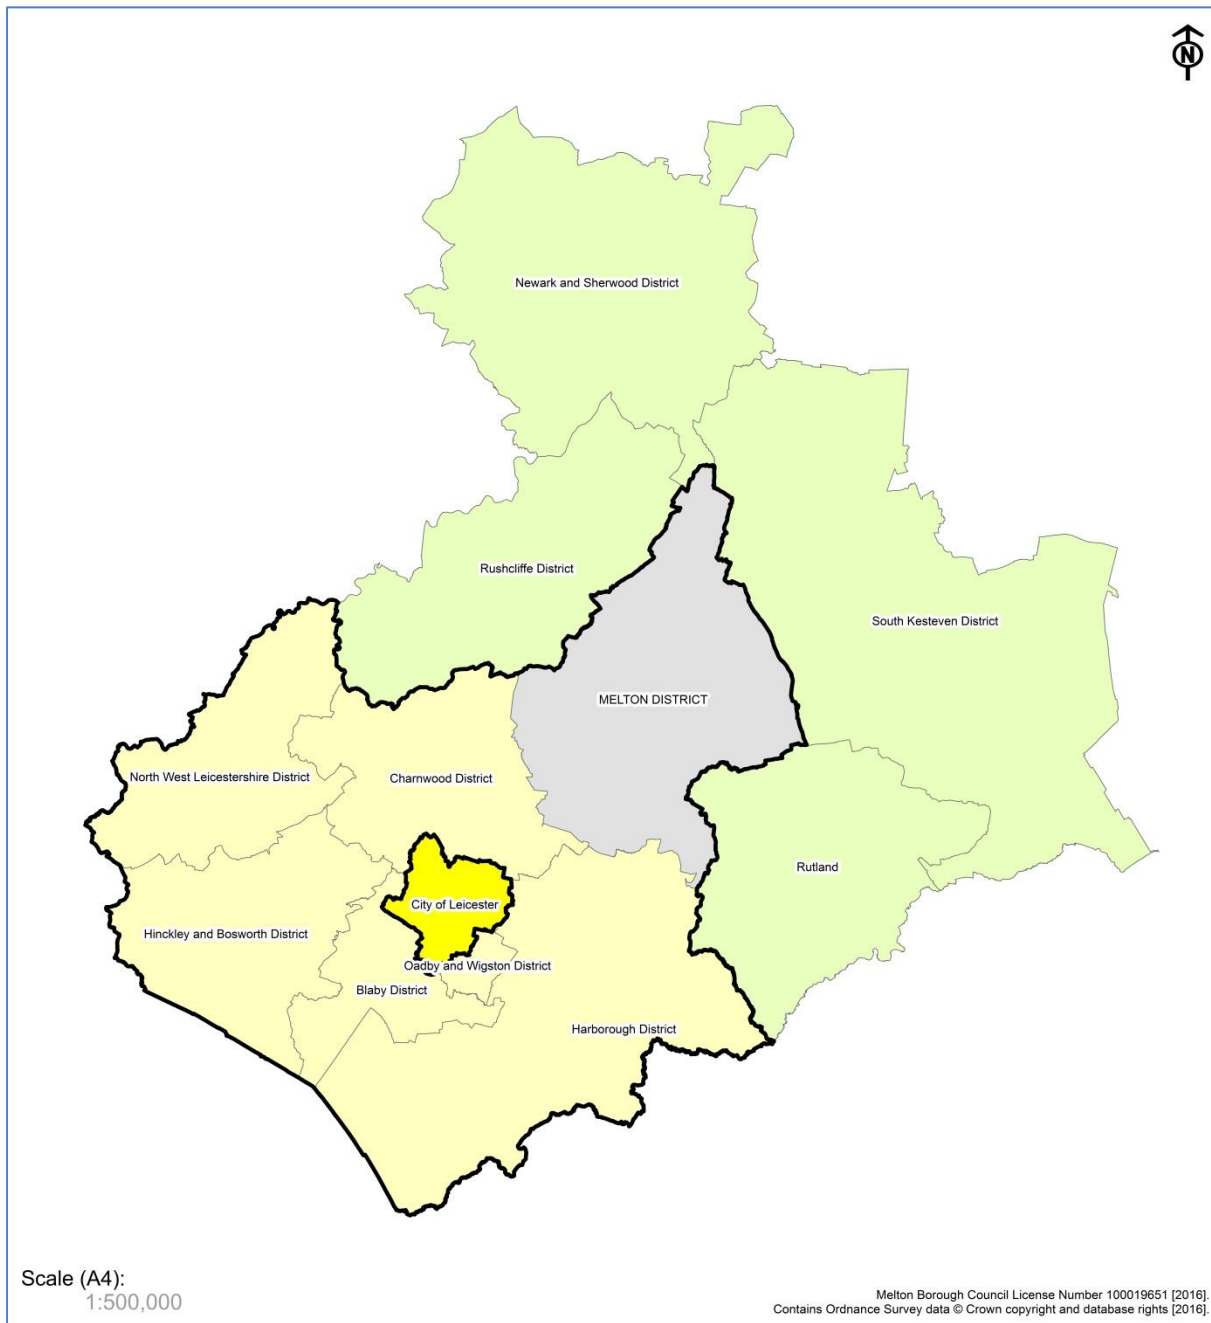 N
Newark and Sherwood District
Rushcliffe District
South Kesteven District
MELTON DISTRICT
North West Leicestershire District
Charnwood District
Rutland
City of Leicester
Hinckley and Bosworth District
Oadby and Wigston District
Blaby District
Harborough District
Scale (A4):
1:500,000
Melton Borough Council License Number 100019651 [2016].
Contains Ordnance Survey data © Crown copyright and database rights [2016].